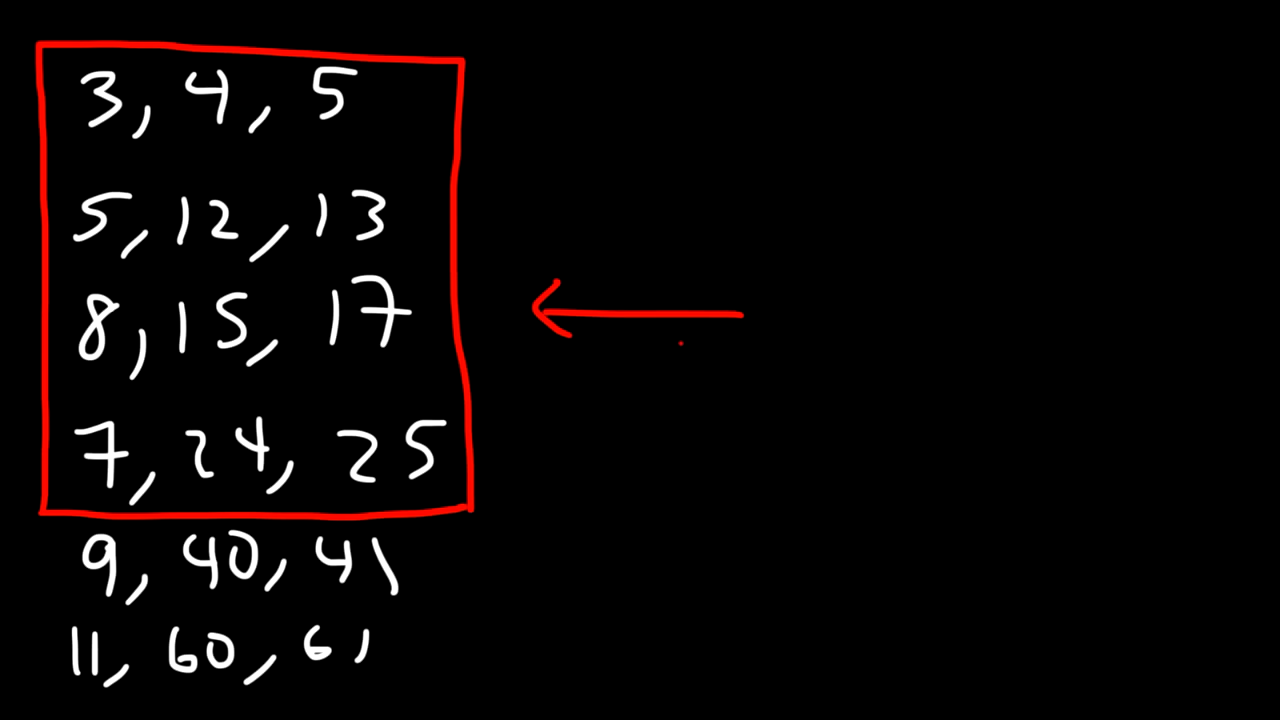 3, 4, 5
5, 12, 13
8, 15, 17
7, 24, 25
9, 40, 41
11, 60, 61